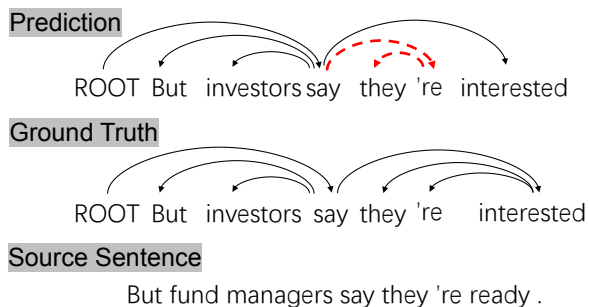 Prediction
ROOT But investors say they 're interested
Ground Truth
ROOT But investors say they 're interested
Source Sentence
But fund managers say they 're ready .